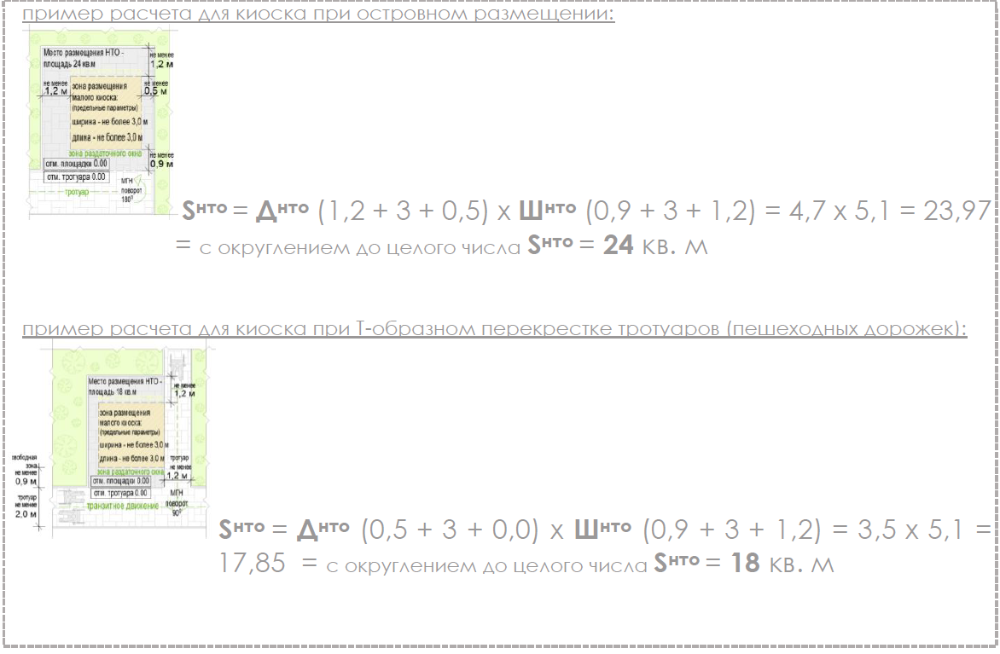 пример расчета для киоска при островном размещении:
Место размещения НТО -
площадь 24 кв.м
не менее
1,2 м
не менее
1,2 м
зона размещения
малого киоска:
(предельные параметры)
ширина - не более 3,0 м
длина - не более 3,0 м
не менее
0,5 м
зона раздаточного окна
не менее
0,9 м
отм. площадки 0.00
отм. тротуара 0.00
тротуар
МГН
поворот
180⁰
Sнто = Днто (1,2 + 3 + 0,5) х Шнто (0,9 + 3 + 1,2) = 4,7 х 5,1 = 23,97
= с округлением до целого числа Sнто = 24 кв. м
пример расчета для киоска при Т-образном перекрестке тротуаров (пешеходных дорожек):
Место размещения НТО -
площадь 18 кв.м
не менее
1,2 м
зона размещения
малого киоска:
(предельные параметры)
ширина - не более 3,0 м
длина - не более 3,0 м
тротуар
не менее
1,2 м
зона раздаточного окна
свободная
зона
не менее
0,9 м
отм. площадки 0.00
отм. тротуара 0.00
тротуар
не менее
2,0 м
транзитное движение
МГН
поворот
90⁰
Sнто = Днто (0,5 + 3 + 0,0) х Шнто (0,9 + 3 + 1,2) = 3,5 х 5,1 =
17,85 = с округлением до целого числа Sнто = 18 кв. м